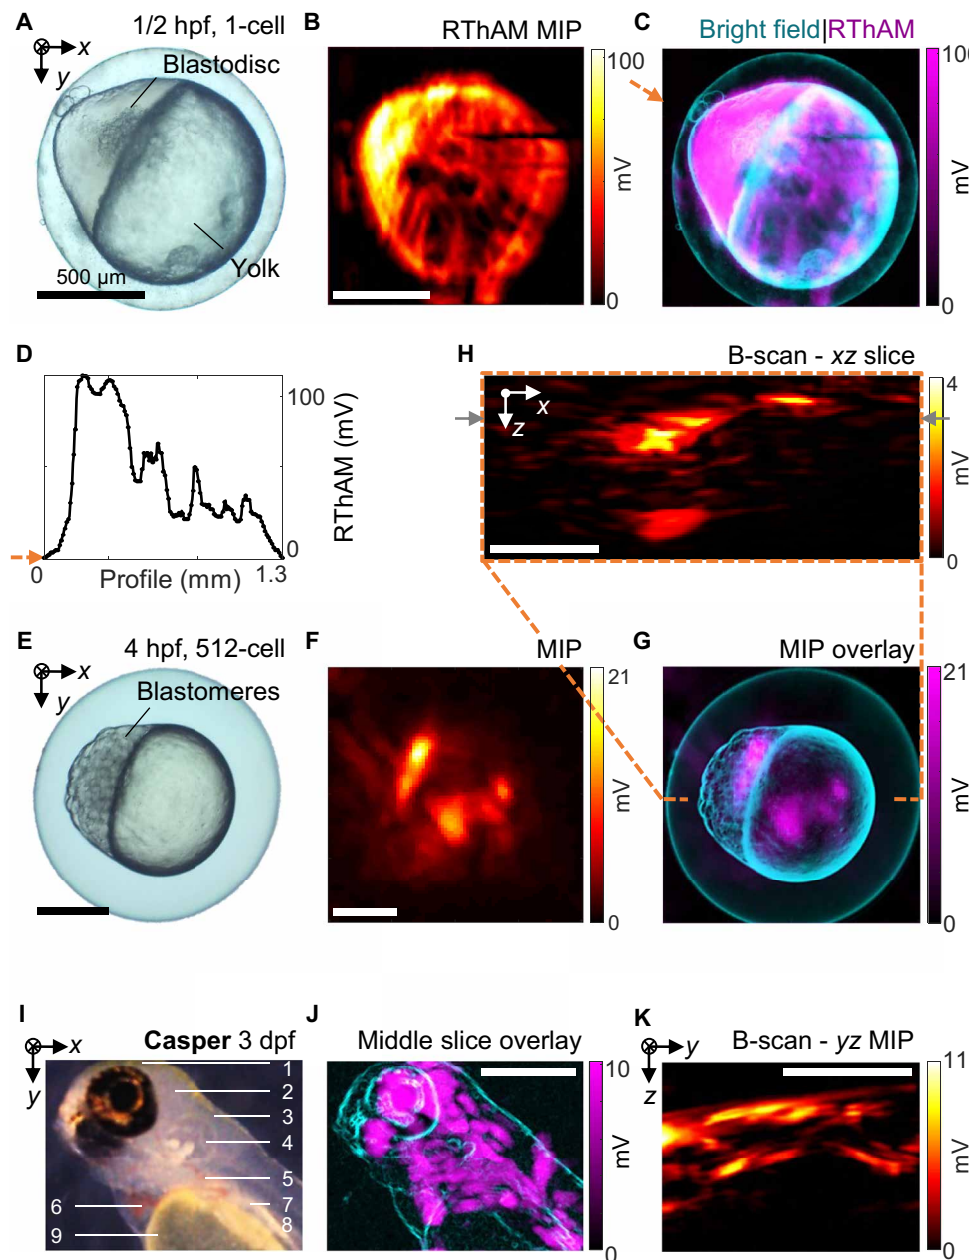 A
1/2 hpf, 1-cell
x
y
Blastodisc
Yolk
500 µm
B
RThAM MIP
100
mV
0
C
Bright field|RThAM
100
mV
0
D
100
RThAM (mV)
0
0
Profile (mm)
1.3
H
B-scan - xz slice
x
z
4
mV
0
E
4 hpf, 512-cell
x
y
Blastomeres
F
MIP
21
mV
0
G
MIP overlay
21
mV
0
I
Casper 3 dpf
x
y
1
2
3
4
5
6
7
8
9
J
Middle slice overlay
10
mV
0
K
B-scan - yz MIP
y
z
11
mV
0